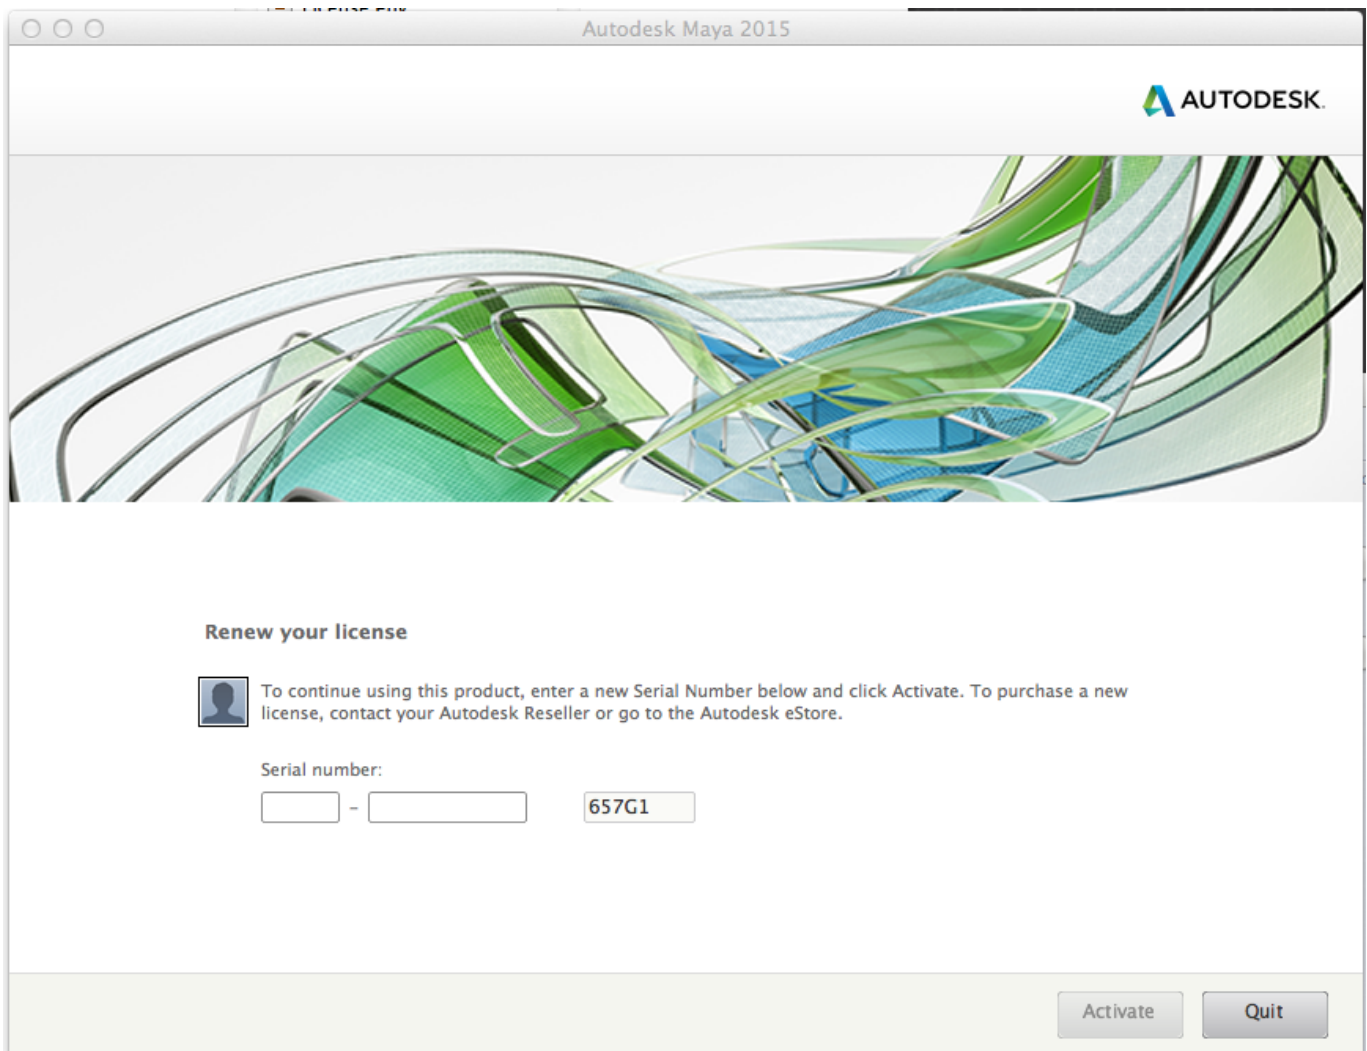 Autodesk Maya 2015
AUTODESK.
Renew your license
To continue using this product, enter a new Serial Number below and click Activate. To purchase a new
license, contact your Autodesk Reseller or go to the Autodesk eStore.
Serial number:
- 657G1
Activate Quit